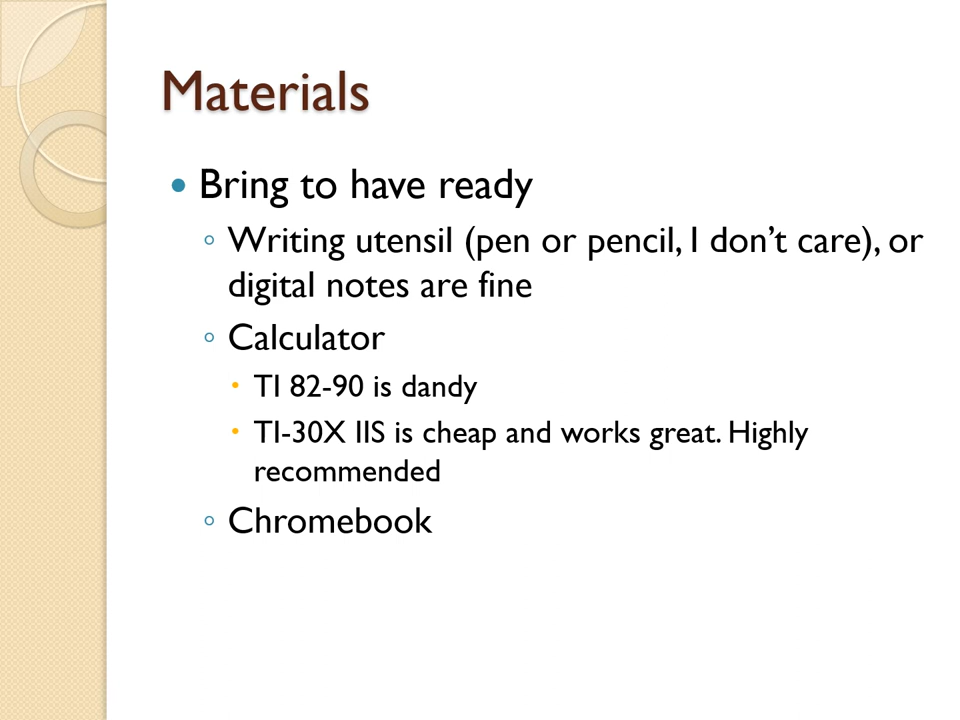 Materials
Bring to have ready
Writing utensil (pen or pencil, I don’t care), or
digital notes are fine
Calculator
TI 82-90 is dandy
TI-30X IIS is cheap and works great. Highly
recommended
Chromebook